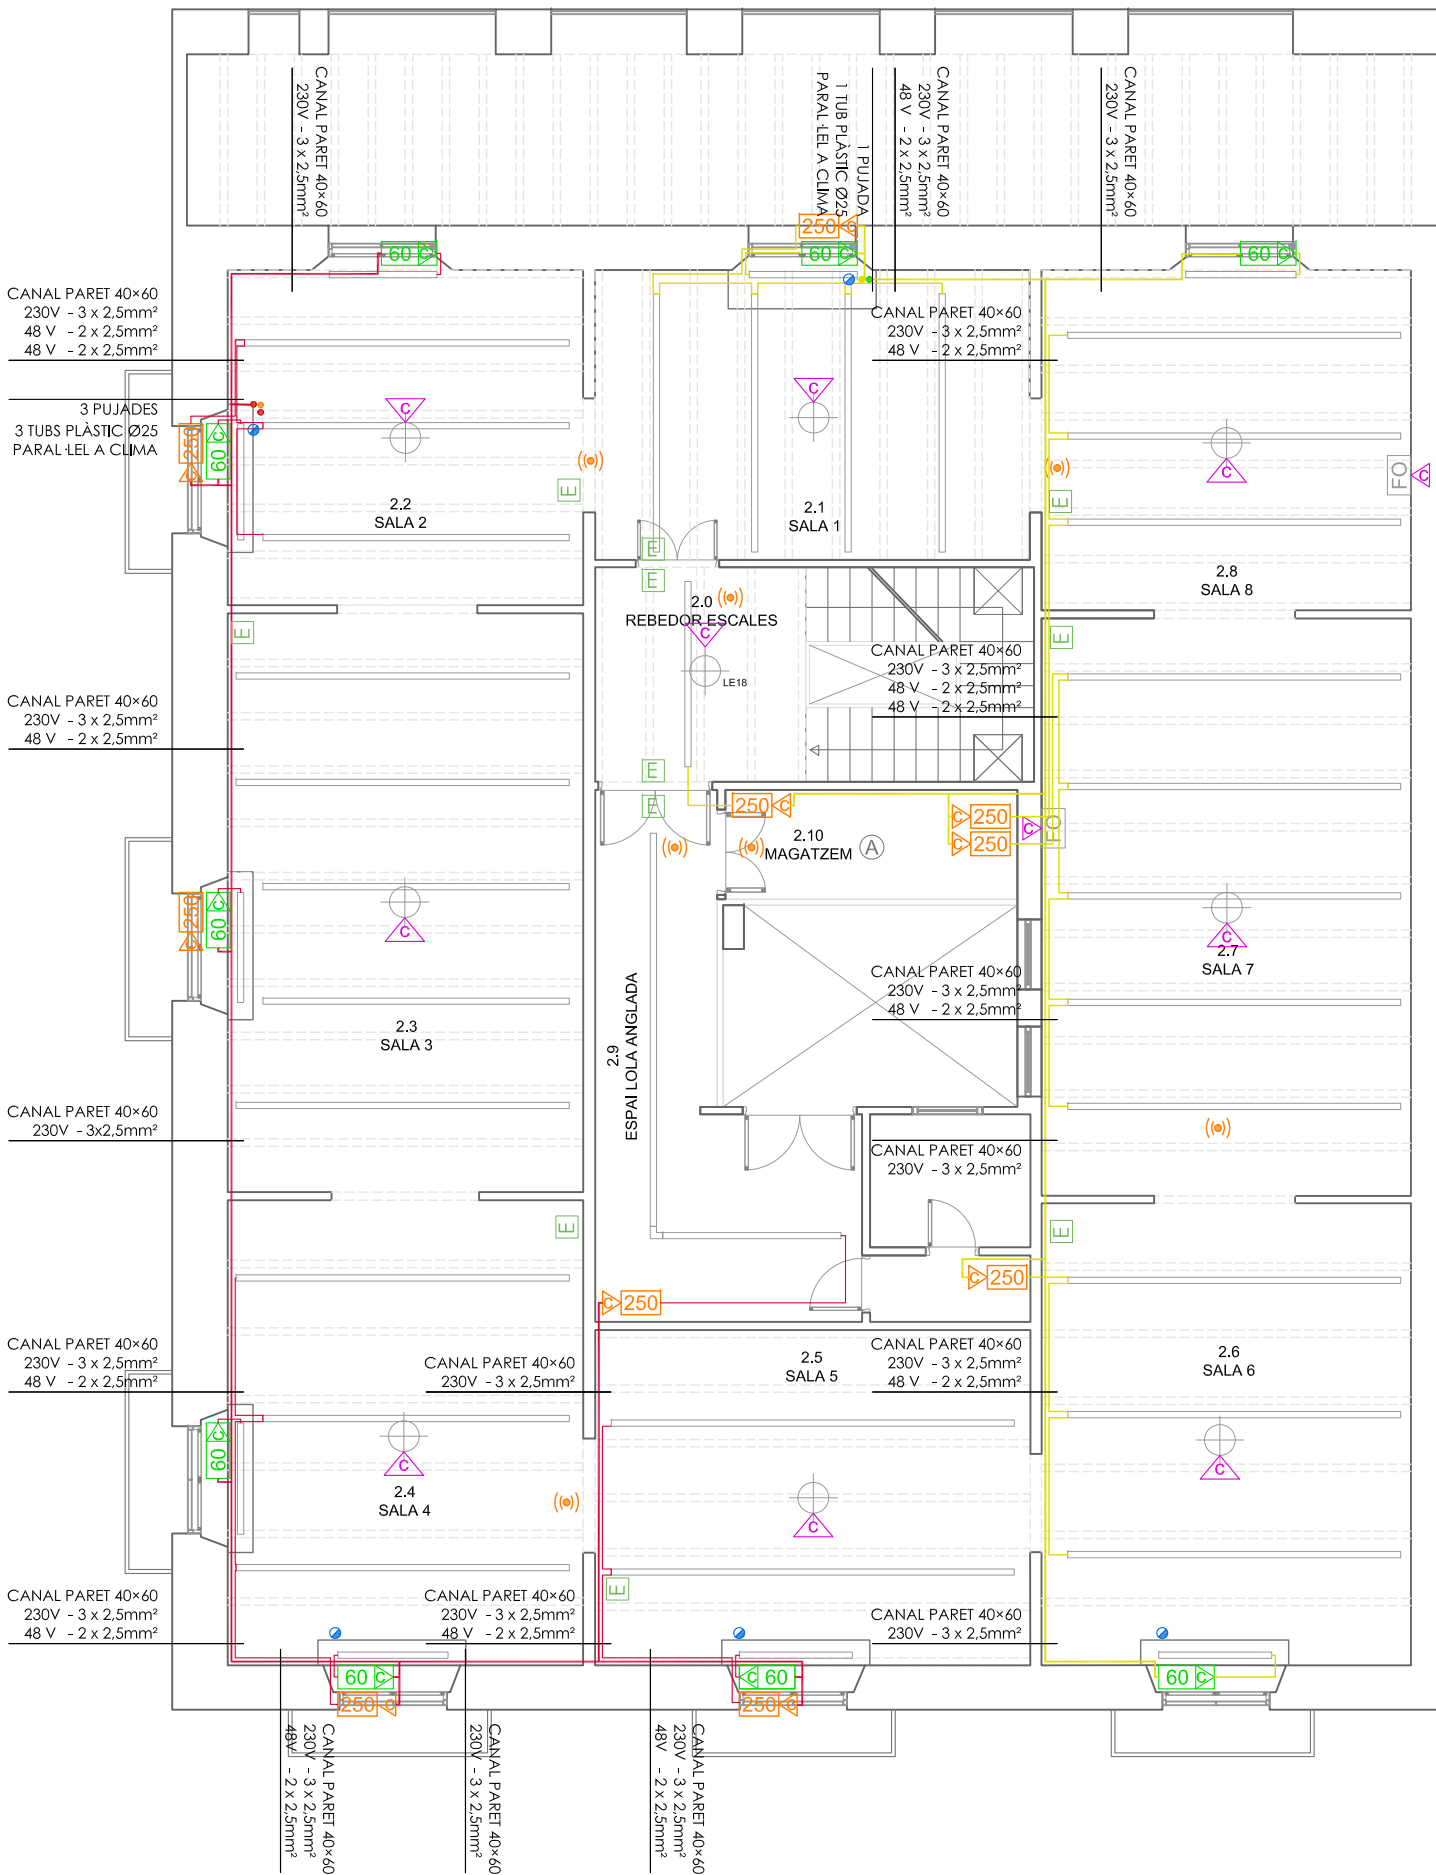 CANAL PARET 40×60
230V - 3 x 2,5mm²
1 PUJADA
1 TUB PLÀSTIC Ø25
PARAL·LEL A CLIMA
CANAL PARET 40×60
230V - 3 x 2,5mm²
48 V - 2 x 2,5mm²
CANAL PARET 40×60
230V - 3 x 2,5mm²
250 C
60 C
60 C
60 C
CANAL PARET 40×60
230V - 3 x 2,5mm²
48 V - 2 x 2,5mm²
48 V - 2 x 2,5mm²
CANAL PARET 40×60
230V - 3 x 2,5mm²
48 V - 2 x 2,5mm²
3 PUJADES
3 TUBS PLÀSTIC Ø25
PARAL·LEL A CLIMA
250 C
60 C
C
C
C
FO C
E
E
2.2
SALA 2
2.1
SALA 1
E
E
2.8
SALA 8
2.0
REBEDOR ESCALES
C
LE18
E
E
CANAL PARET 40×60
230V - 3 x 2,5mm²
48 V - 2 x 2,5mm²
48 V - 2 x 2,5mm²
CANAL PARET 40×60
230V - 3 x 2,5mm²
48 V - 2 x 2,5mm²
E
E
250 C
C 250
C 250
C FO
2.10
MAGATZEM A
250 C
60 C
C
C
2.7
SALA 7
CANAL PARET 40×60
230V - 3 x 2,5mm²
48 V - 2 x 2,5mm²
2.3
SALA 3
2.9
ESPAI LOLA ANGLADA
CANAL PARET 40×60
230V - 3x2,5mm²
CANAL PARET 40×60
230V - 3 x 2,5mm²
E
E
C 250
C 250
CANAL PARET 40×60
230V - 3 x 2,5mm²
48 V - 2 x 2,5mm²
CANAL PARET 40×60
230V - 3 x 2,5mm²
2.5
SALA 5
CANAL PARET 40×60
230V - 3 x 2,5mm²
48 V - 2 x 2,5mm²
2.6
SALA 6
60 C
C
C
C
2.4
SALA 4
E
CANAL PARET 40×60
230V - 3 x 2,5mm²
48 V - 2 x 2,5mm²
CANAL PARET 40×60
230V - 3 x 2,5mm²
48 V - 2 x 2,5mm²
CANAL PARET 40×60
230V - 3 x 2,5mm²
60 C
250 C
C 60
250 C
60 C
CANAL PARET 40×60
230V - 3 x 2,5mm²
48V - 2 x 2,5mm²
CANAL PARET 40×60
230V - 3 x 2,5mm²
CANAL PARET 40×60
230V - 3 x 2,5mm²
48V - 2 x 2,5mm²